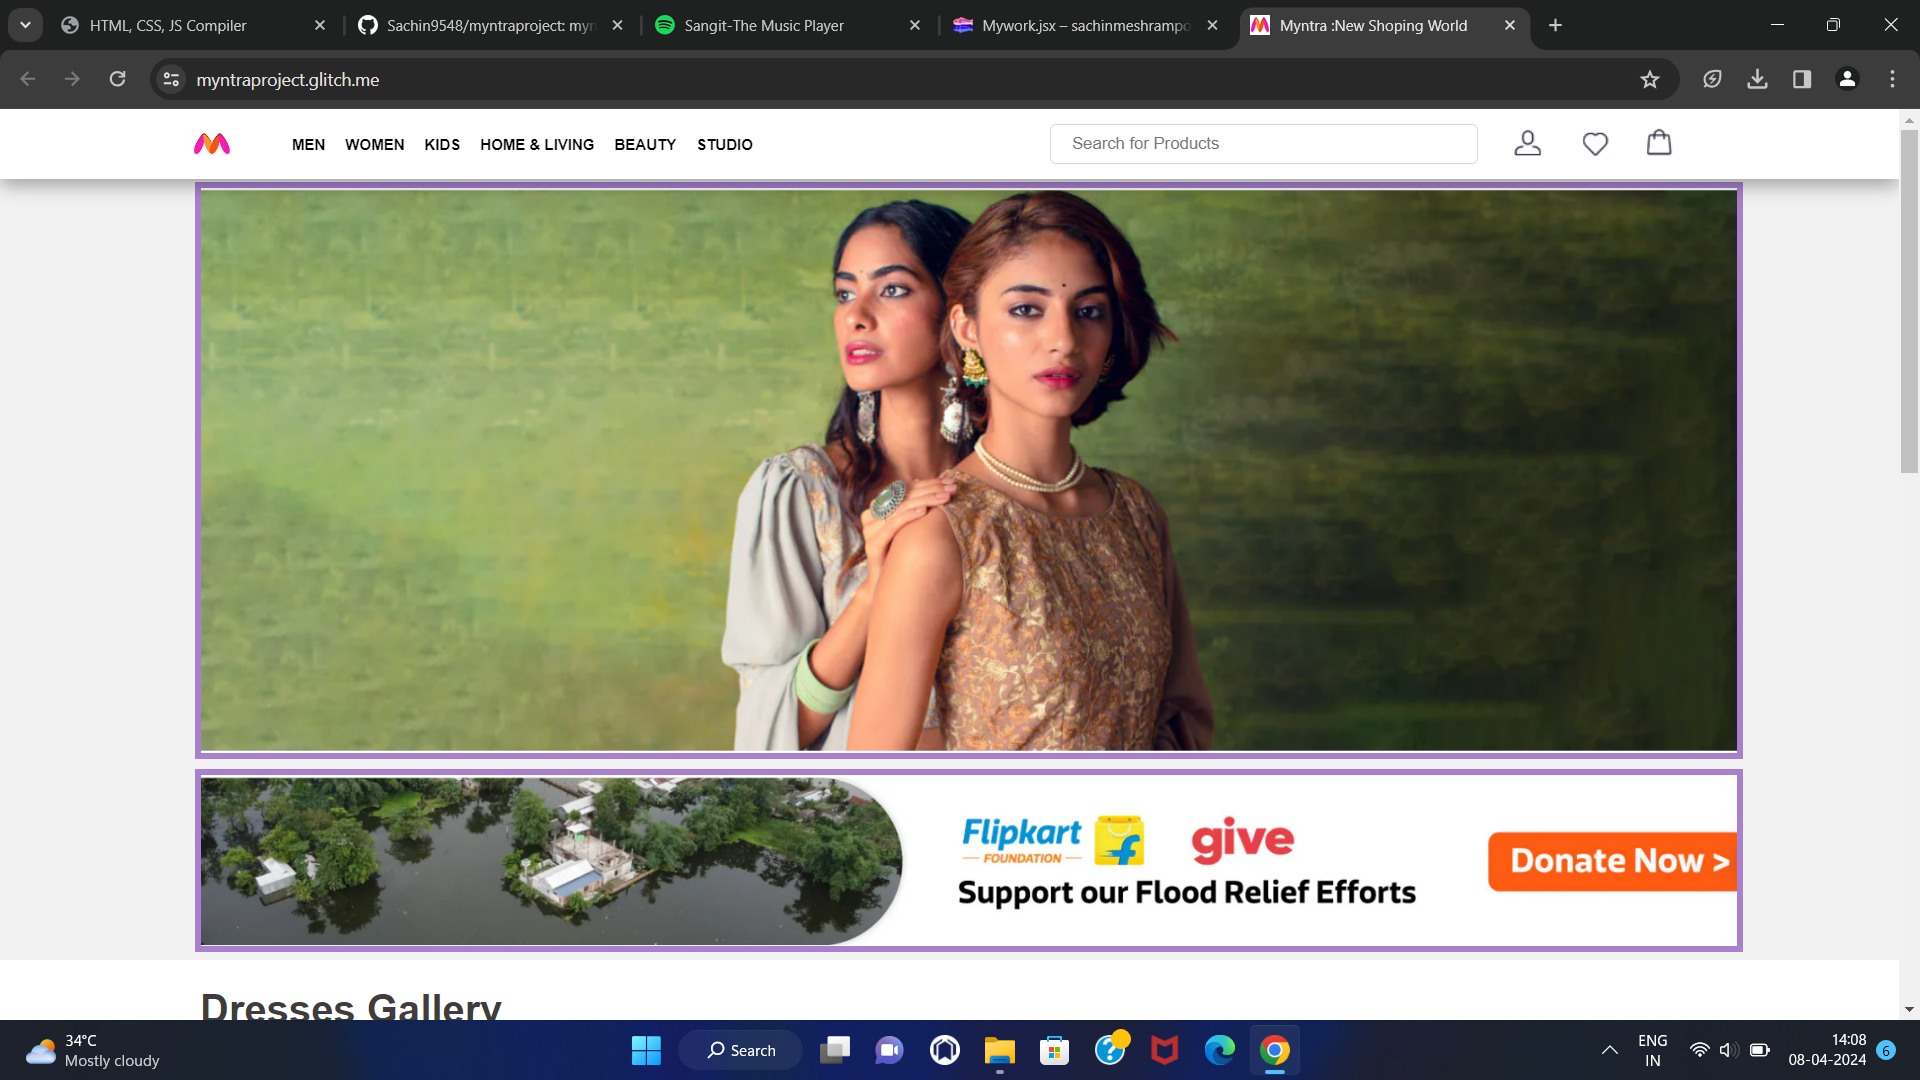 HTML, CSS, JS Compiler
Sachin9548/myntraproject: myn
Sangit-The Music Player
Mywork.jsx – sachinmeshrampo
Myntra :New Shoping World
myntraproject.glitch.me
MEN WOMEN KIDS HOME & LIVING BEAUTY STUDIO
Search for Products
Flipkart
FOUNDATION
give
Support our Flood Relief Efforts
Donate Now >
Dresses Gallery
34°C
Mostly cloudy
Search
ENG
IN
14:08
08-04-2024
6